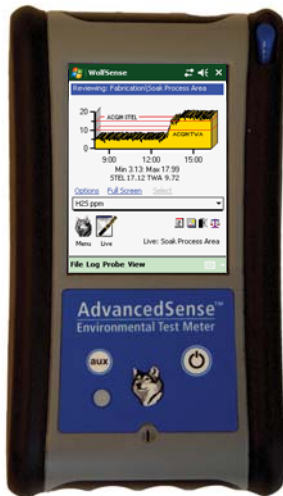 WolfSense
Reviewing: Fabrication\Soak Process Area
20
10
0
ACGIH STEL
ACGIH TWA
9:00 12:00 15:00
Min 3.13: Max 17.99
STEL 17.12 TWA 9.72
Options Full Screen Select
H2S ppm
Menu Live
Live: Soak Process Area
File Log Probe View
AdvancedSense™
Environmental Test Meter
aux